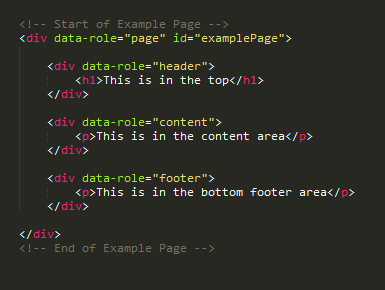 <!-- Start of Example Page -->
<div data-role="page" id="examplePage">
<div data-role="header">
<h1>This is in the top</h1>
</div>
<div data-role="content">
<p>This is in the content area</p>
</div>
<div data-role="footer">
<p>This is in the bottom footer area</p>
</div>
</div>
<!-- End of Example Page -->